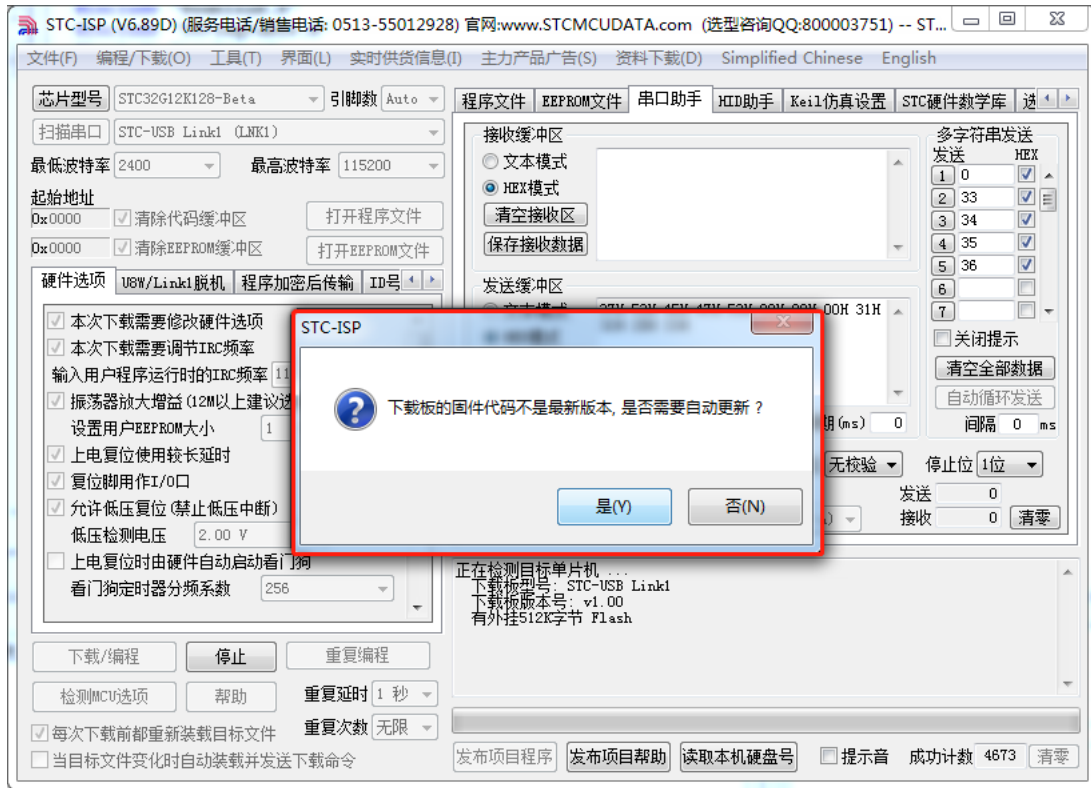 STC-ISP (V6.89D) (服务电话/销售电话: 0513-55012928) 官网:www.STCMCUDATA.com (选型咨询QQ:800003751) -- ST...
文件(F) 编程/下载(O) 工具(T) 界面(L) 实时供货信息(I) 主力产品广告(S) 资料下载(D) Simplified Chinese English
芯片型号 STC32G12K128-Beta 引脚数 Auto
扫描串口 STC-USB Link1 (LNK1)
最低波特率 2400 最高波特率 115200
起始地址
0x0000 清除代码缓冲区 打开程序文件
0x0000 清除EEPROM缓冲区 打开EEPROM文件
硬件选项 U8W/Link1脱机 程序加密后传输 ID号
本次下载需要修改硬件选项
本次下载需要调节IRC频率
输入用户程序运行时的IRC频率 11
振荡器放大增益(12M以上建议选
设置用户EEPROM大小 1
上电复位使用较长延时
复位脚用作I/O口
允许低压复位(禁止低压中断)
低压检测电压 2.00 V
上电复位时由硬件自动启动看门狗
看门狗定时器分频系数 256
下载/编程 停止 重复编程
检测MCU选项 帮助 重复延时 1 秒
每次下载前都重新装载目标文件 重复次数 无限
当目标文件变化时自动装载并发送下载命令
程序文件 EEPROM文件 串口助手 HID助手 Keil仿真设置 STC硬件数学库 选
接收缓冲区
文本模式
HEX模式
清空接收区
保存接收数据
多字符串发送
发送 HEX
1 0
2 33
3 34
4 35
5 36
6
7
关闭提示
清空全部数据
自动循环发送
间隔 0 ms
发送缓冲区
00H 31H
STC-ISP
下载板的固件代码不是最新版本, 是否需要自动更新 ?
是(Y) 否(N)
期(ms) 0
无校验 停止位 1位
发送 0
接收 0 清零
正在检测目标单片机 ...
下载板型号: STC-USB Link1
下载板版本号: v1.00
有外挂512K字节 Flash
发布项目程序 发布项目帮助 读取本机硬盘号 提示音 成功计数 4673 清零